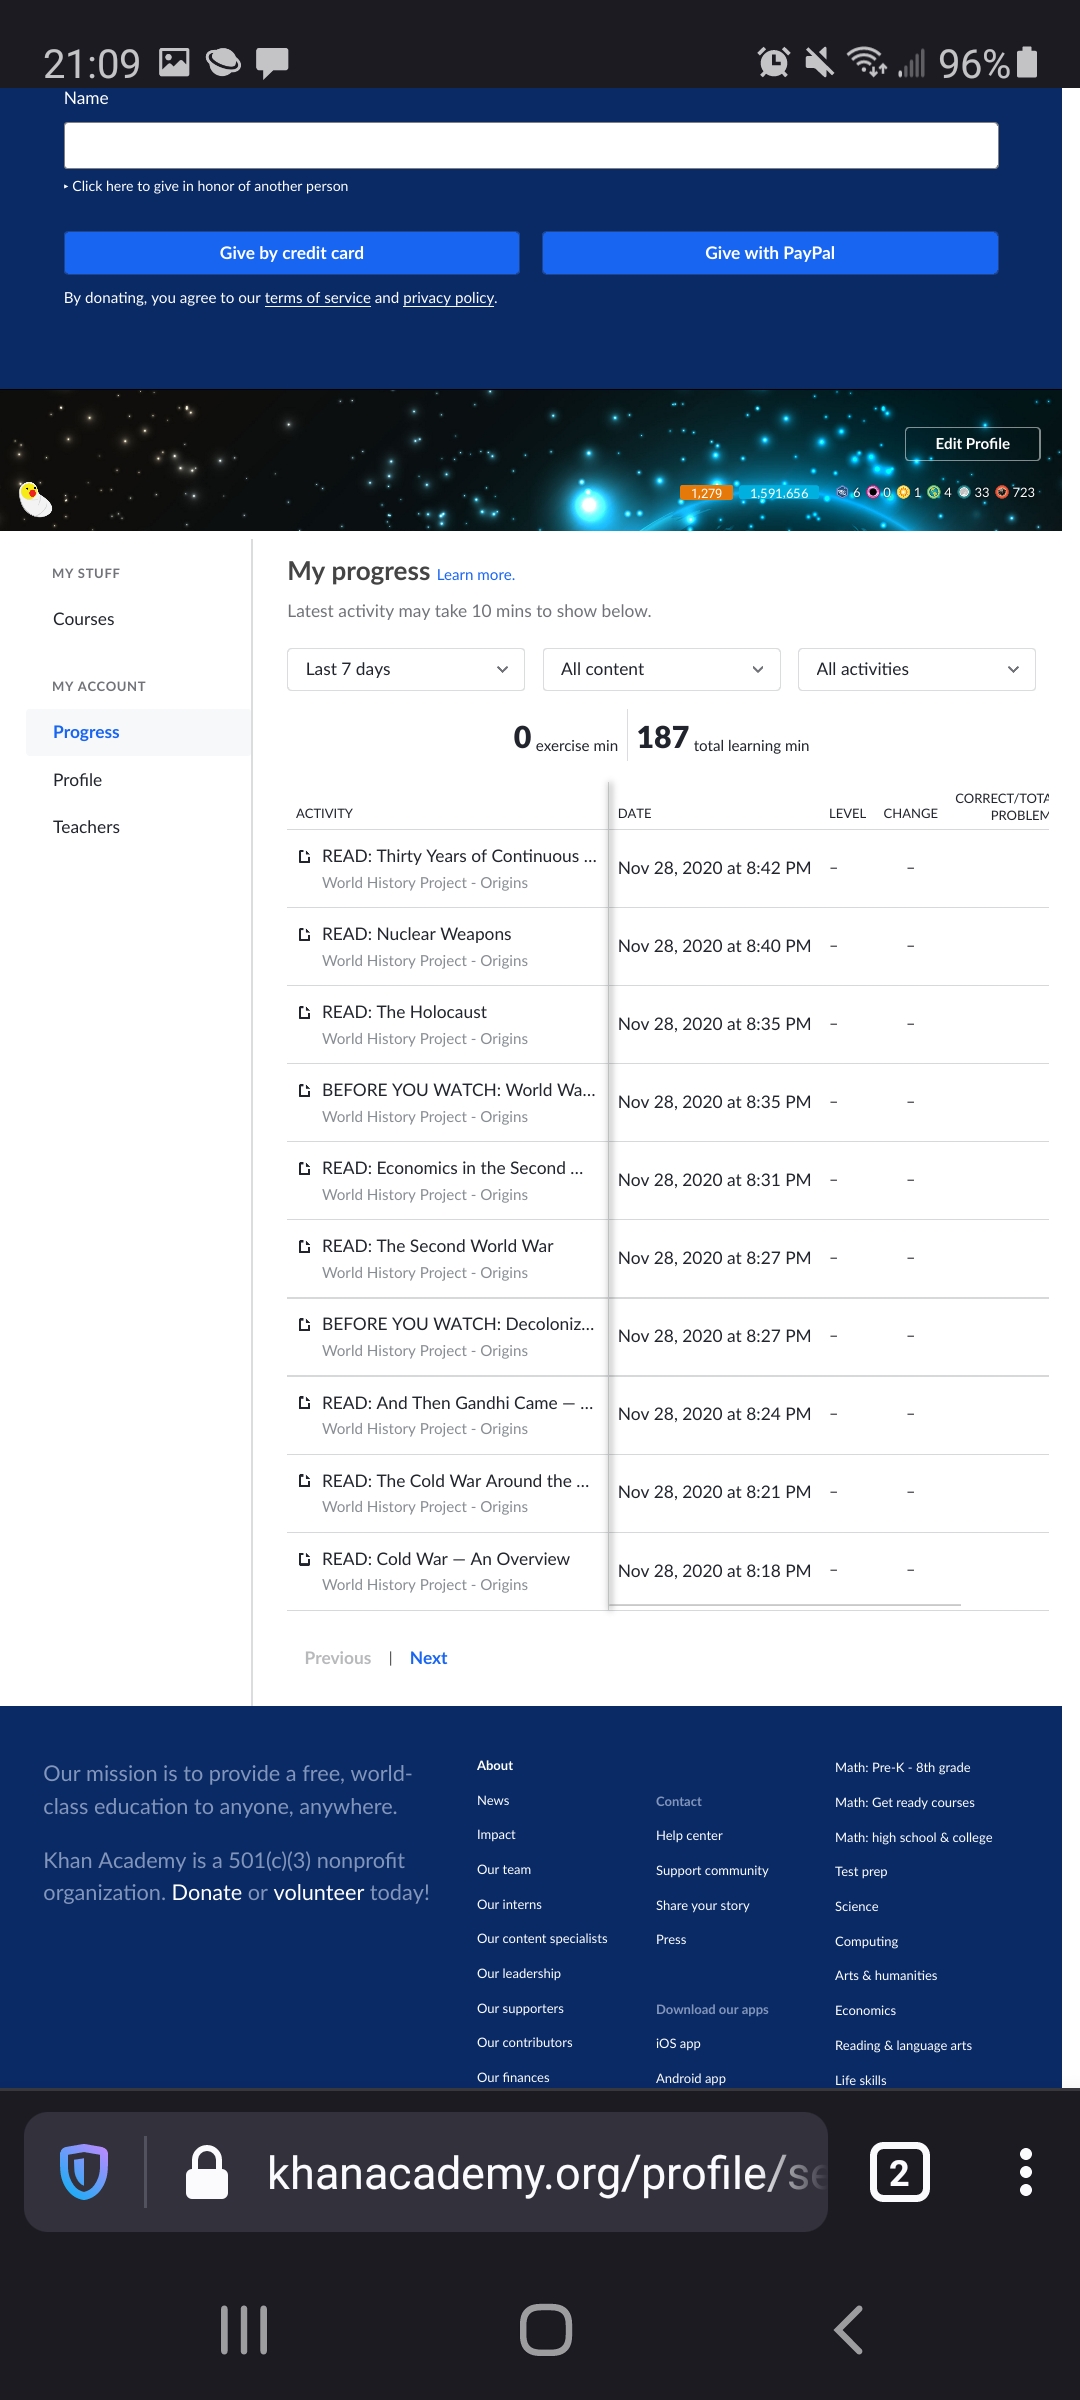 21:09
96%
Name
Click here to give in honor of another person
Give by credit card
Give with PayPal
By donating, you agree to our terms of service and privacy policy.
Edit Profile
1,279 1,591,656 6 0 1 4 33 723
MY STUFF
Courses
MY ACCOUNT
Progress
Profile
Teachers
My progress Learn more.
Latest activity may take 10 mins to show below.
Last 7 days
All content
All activities
0 exercise min
187 total learning min
ACTIVITY DATE LEVEL CHANGE CORRECT/TOTA
PROBLEM
READ: Thirty Years of Continuous ...
World History Project - Origins
Nov 28, 2020 at 8:42 PM – –
READ: Nuclear Weapons
World History Project - Origins
Nov 28, 2020 at 8:40 PM – –
READ: The Holocaust
World History Project - Origins
Nov 28, 2020 at 8:35 PM – –
BEFORE YOU WATCH: World Wa...
World History Project - Origins
Nov 28, 2020 at 8:35 PM – –
READ: Economics in the Second ...
World History Project - Origins
Nov 28, 2020 at 8:31 PM – –
READ: The Second World War
World History Project - Origins
Nov 28, 2020 at 8:27 PM – –
BEFORE YOU WATCH: Decoloniz...
World History Project - Origins
Nov 28, 2020 at 8:27 PM – –
READ: And Then Gandhi Came — ...
World History Project - Origins
Nov 28, 2020 at 8:24 PM – –
READ: The Cold War Around the ...
World History Project - Origins
Nov 28, 2020 at 8:21 PM – –
READ: Cold War — An Overview
World History Project - Origins
Nov 28, 2020 at 8:18 PM – –
Previous | Next
Our mission is to provide a free, world-
class education to anyone, anywhere.
Khan Academy is a 501(c)(3) nonprofit
organization. Donate or volunteer today!
About
News
Impact
Our team
Our interns
Our content specialists
Our leadership
Our supporters
Our contributors
Our finances
Contact
Help center
Support community
Share your story
Press
Download our apps
iOS app
Android app
Math: Pre-K - 8th grade
Math: Get ready courses
Math: high school & college
Test prep
Science
Computing
Arts & humanities
Economics
Reading & language arts
Life skills
khanacademy.org/profile/se
2